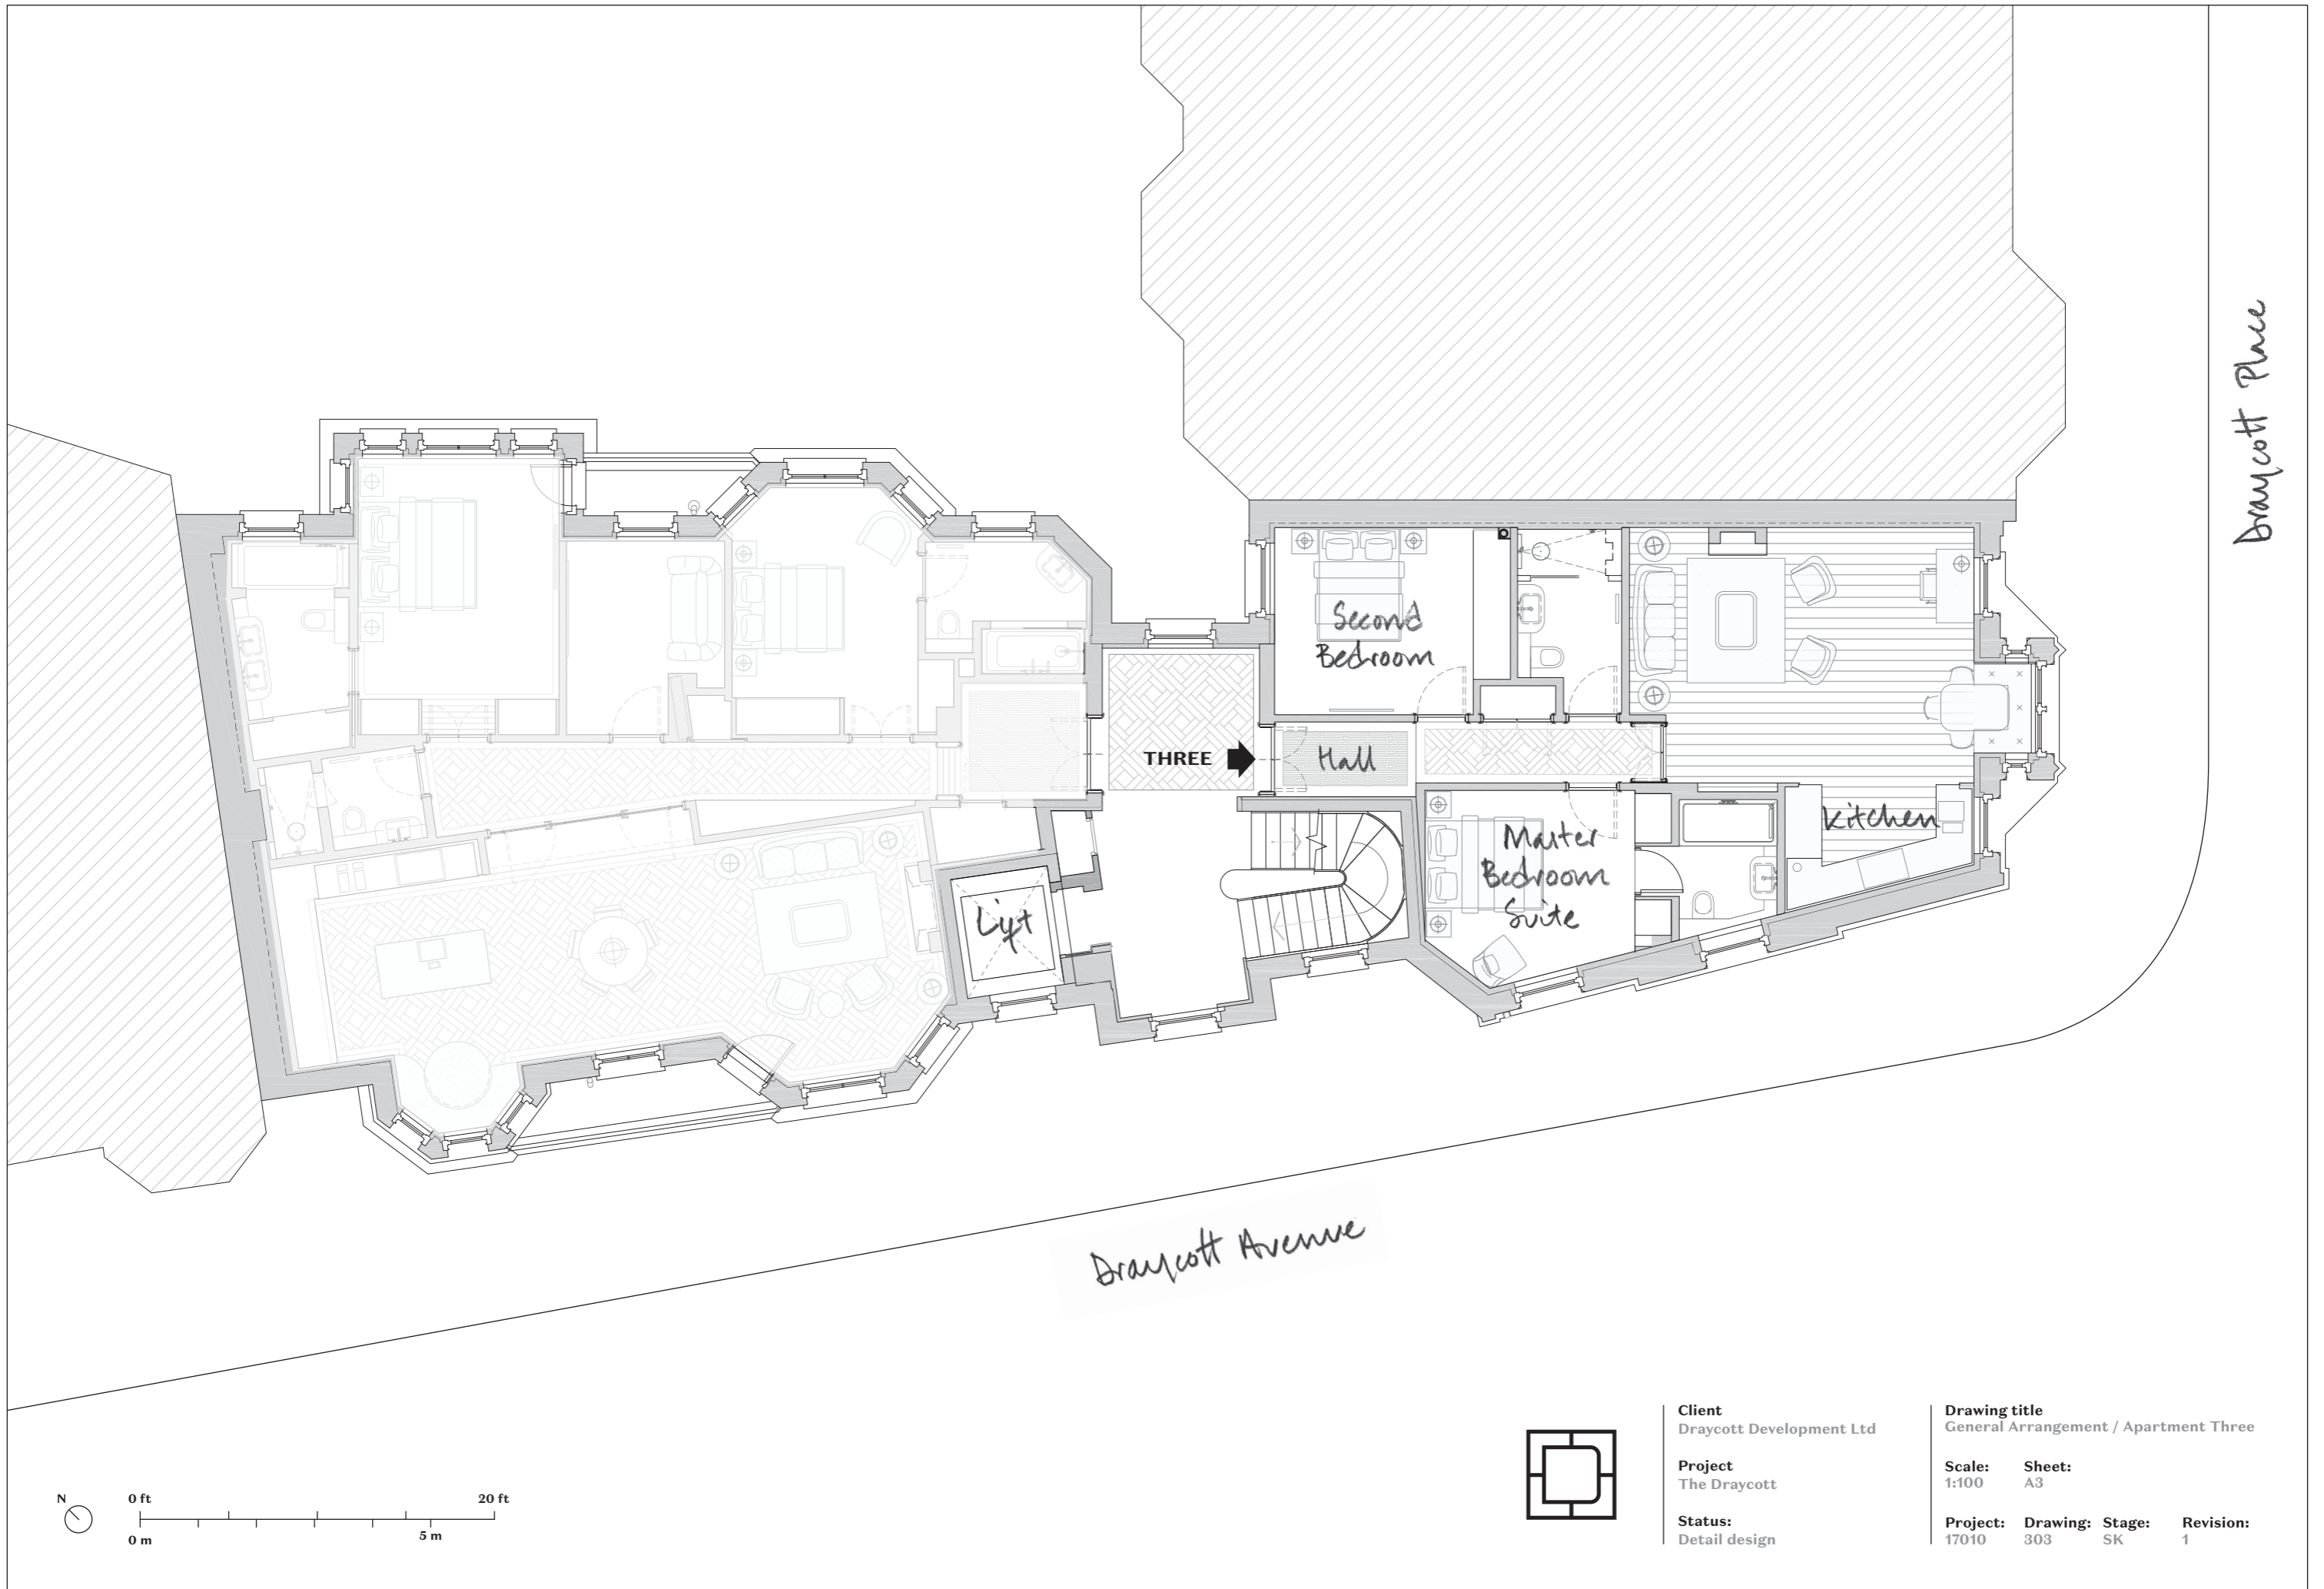 Draycott Place
Second
Bedroom
THREE
Hall
Kitchen
Master
Bedroom
Suite
Lift
Draycott Avenue
N
0 ft
20 ft
0 m
5 m
Client
Draycott Development Ltd
Project
The Draycott
Status:
Detail design
Drawing title
General Arrangement / Apartment Three
Scale: Sheet:
1:100 A3
Project: Drawing: Stage: Revision:
17010 303 SK 1